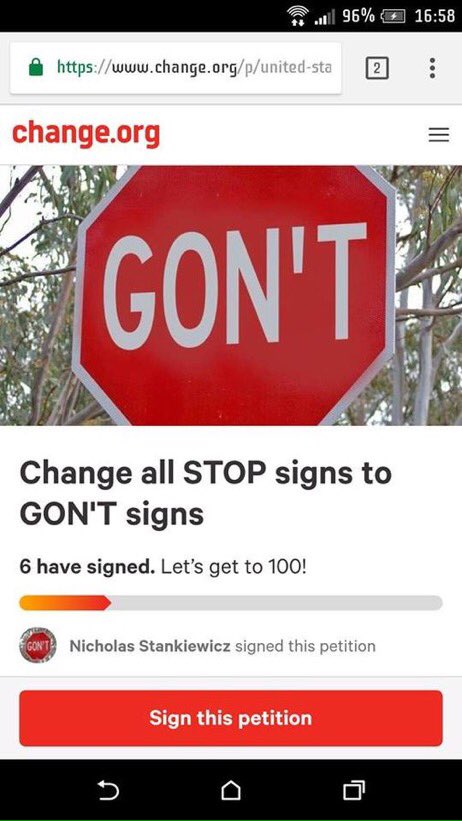 96% 16:58
https://www.change.org/p/united-sta
2
change.org
GON'T
Change all STOP signs to
GON'T signs
6 have signed. Let's get to 100!
GON'T
Nicholas Stankiewicz signed this petition
Sign this petition